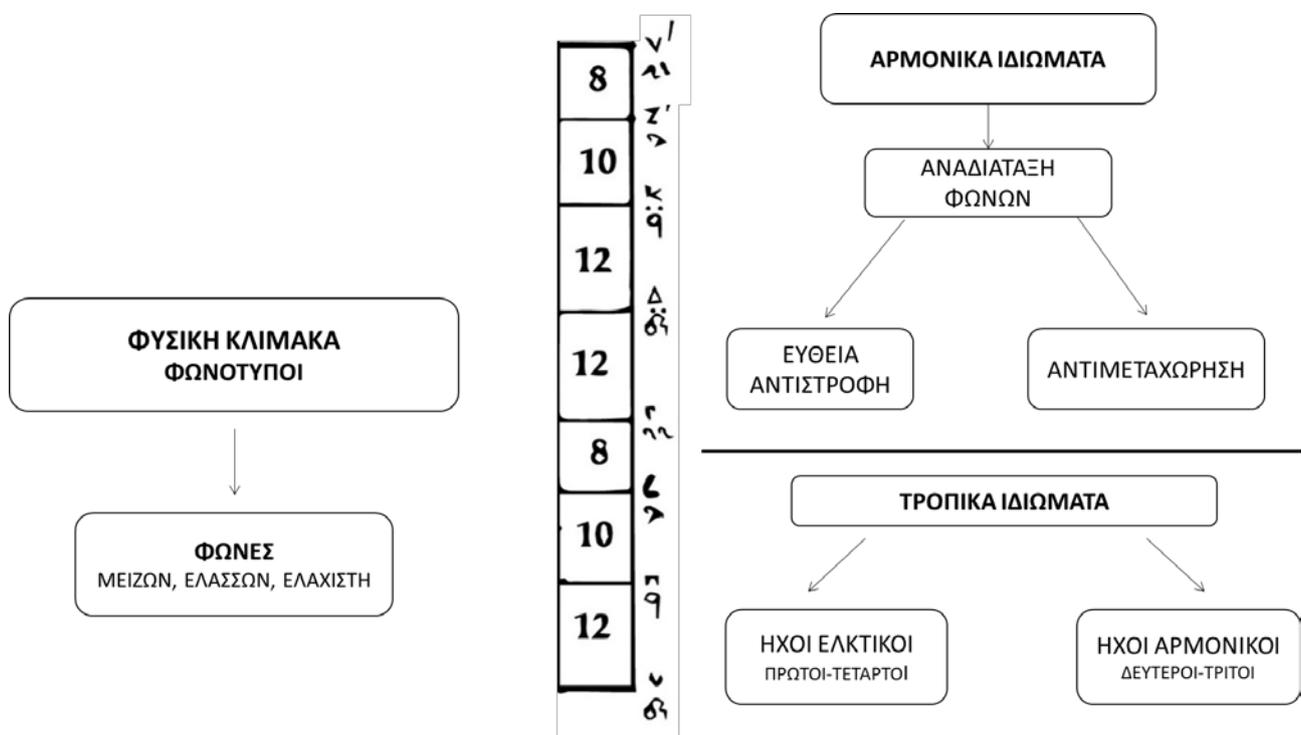 ΦΥΣΙΚΗ ΚΛΙΜΑΚΑ
ΦΩΝΟΤΥΠΟΙ
ΦΩΝΕΣ
ΜΕΙΖΩΝ, ΕΛΑΣΣΩΝ, ΕΛΑΧΙΣΤΗ
8
10
12
12
8
10
12
ΑΡΜΟΝΙΚΑ ΙΔΙΩΜΑΤΑ
ΑΝΑΔΙΑΤΑΞΗ
ΦΩΝΩΝ
ΕΥΘΕΙΑ
ΑΝΤΙΣΤΡΟΦΗ
ΑΝΤΙΜΕΤΑΧΩΡΗΣΗ
ΤΡΟΠΙΚΑ ΙΔΙΩΜΑΤΑ
ΗΧΟΙ ΕΛΚΤΙΚΟΙ
ΠΡΩΤΟΙ-ΤΕΤΑΡΤΟΙ
ΗΧΟΙ ΑΡΜΟΝΙΚΟΙ
ΔΕΥΤΕΡΟΙ-ΤΡΙΤΟΙ